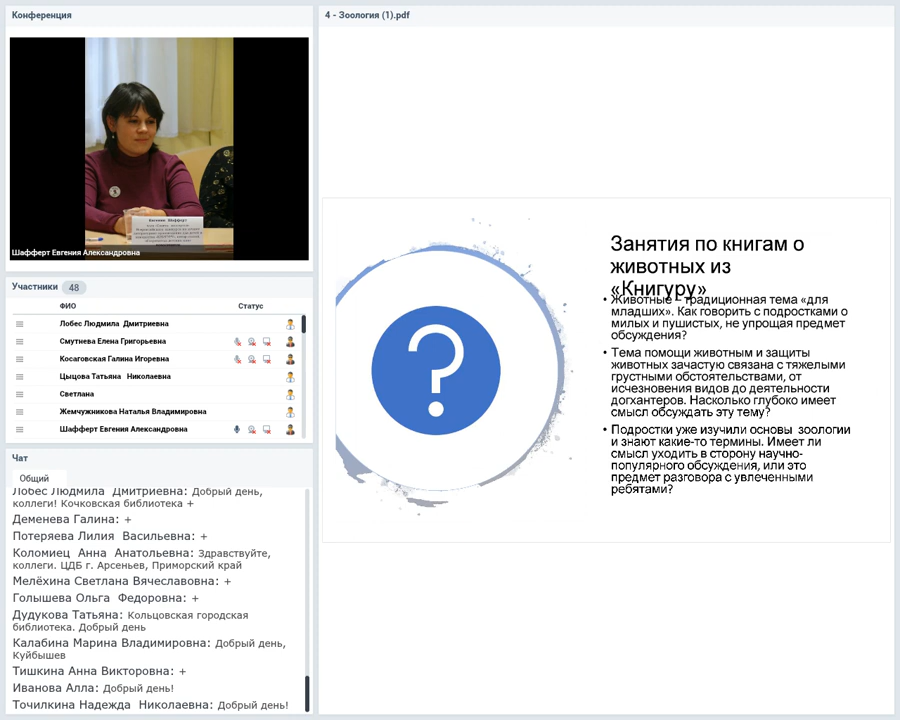 Конференция
Шафферт Евгения Александровна
Участники 48
ФИО Статус
Лобес Людмила Дмитриевна
Смутнева Елена Григорьевна
Косаговская Галина Игоревна
Цыцова Татьяна Николаевна
Светлана
Жемчужникова Наталья Владимировна
Шафферт Евгения Александровна
Чат
Общий
Лобес Людмила Дмитриевна: Добрый день,
коллеги! Кочковская библиотека +
Деменева Галина: +
Потеряева Лилия Васильевна: +
Коломиец Анна Анатольевна: Здравствуйте,
коллеги. ЦДБ г. Арсеньев, Приморский край
Мелёхина Светлана Вячеславовна: +
Голышева Ольга Федоровна: +
Дудукова Татьяна: Кольцовская городская
библиотека. Добрый день
Калабина Марина Владимировна: Добрый день,
Куйбышев
Тишкина Анна Викторовна: +
Иванова Алла: Добрый день!
Точилкина Надежда Николаевна: Добрый день!
4 - Зоология (1).pdf
Занятия по книгам о
животных из
«Книгуру»
• Животные – традиционная тема «для
младших». Как говорить с подростками о
милых и пушистых, не упрощая предмет
обсуждения?
• Тема помощи животным и защиты
животных зачастую связана с тяжелыми
грустными обстоятельствами, от
исчезновения видов до деятельности
догхантеров. Насколько глубоко имеет
смысл обсуждать эту тему?
• Подростки уже изучили основы зоологии
и знают какие-то термины. Имеет ли
смысл уходить в сторону научно-
популярного обсуждения, или это
предмет разговора с увлеченными
ребятами?